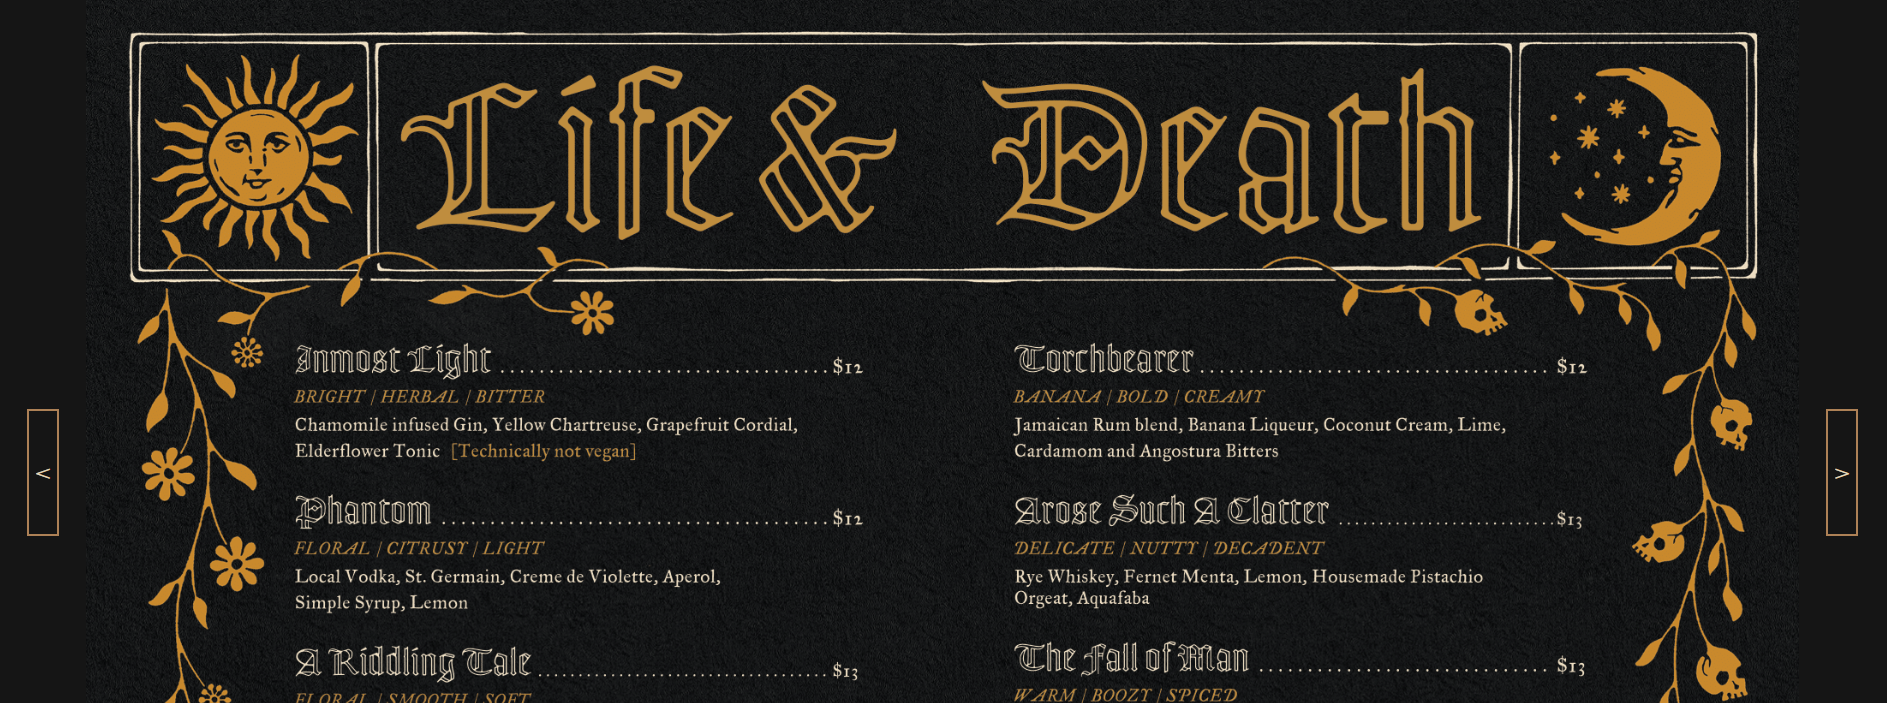 Life & Death
Inmost Light ........................................ $12
BRIGHT / HERBAL / BITTER
Chamomile infused Gin, Yellow Chartreuse, Grapefruit Cordial,
Elderflower Tonic [Technically not vegan]
Phantom ............................................... $12
FLORAL / CITRUSY / LIGHT
Local Vodka, St. Germain, Creme de Violette, Aperol,
Simple Syrup, Lemon
A Riddling Tale ................................... $13
FLORAL / SMOOTH / SOFT
Torchbearer .......................................... $12
BANANA / BOLD / CREAMY
Jamaican Rum blend, Banana Liqueur, Coconut Cream, Lime,
Cardamom and Angostura Bitters
Arose Such A Clatter .......................... $13
DELICATE / NUTTY / DECADENT
Rye Whiskey, Fernet Menta, Lemon, Housemade Pistachio
Orgeat, Aquafaba
The Fall of Man .................................. $13
WARM / BOOZY / SPICED
<
>